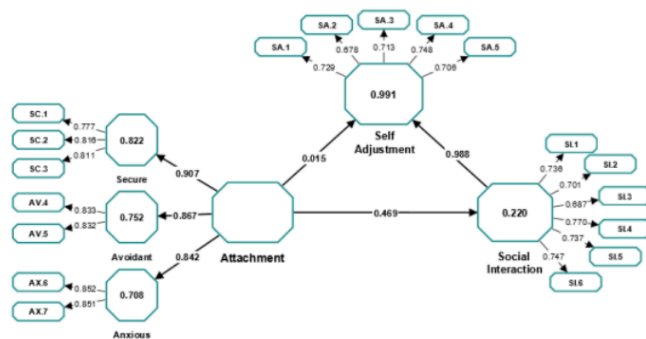 SA.3
SA.2
SA.4
SA.1
SA.5
0.713
0.678
0.748
0.729
0.706
0.991
Self
Adjustment
SC.1
SC.2
SC.3
0.777
0.816
0.811
0.822
Secure
0.907
0.015
0.988
AV.4
AV.5
0.833
0.832
0.752
Avoidant
0.867
Attachment
0.469
AX.6
AX.7
0.852
0.851
0.708
Anxious
0.842
0.220
Social
Interaction
SI.1
SI.2
SI.3
SI.4
SI.5
SI.6
0.736
0.701
0.687
0.770
0.737
0.747